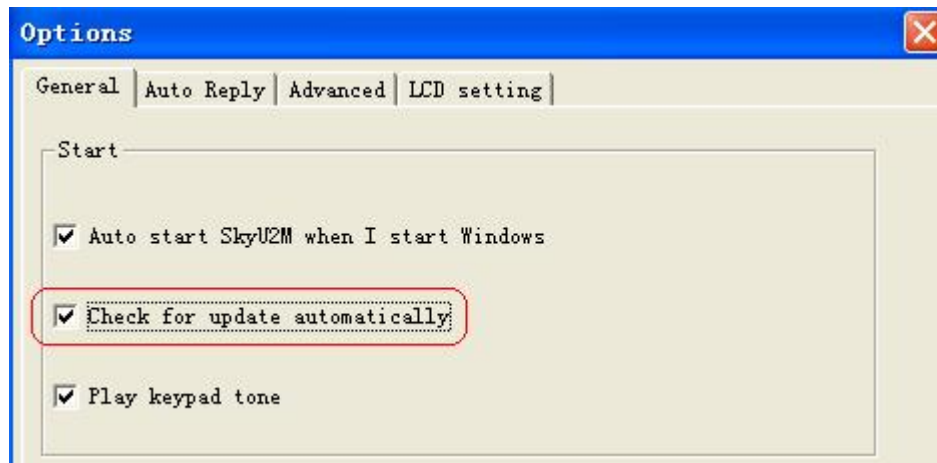 Options
General Auto Reply Advanced LCD setting
Start
Auto start SkyU2M when I start Windows
Check for update automatically
Play keypad tone